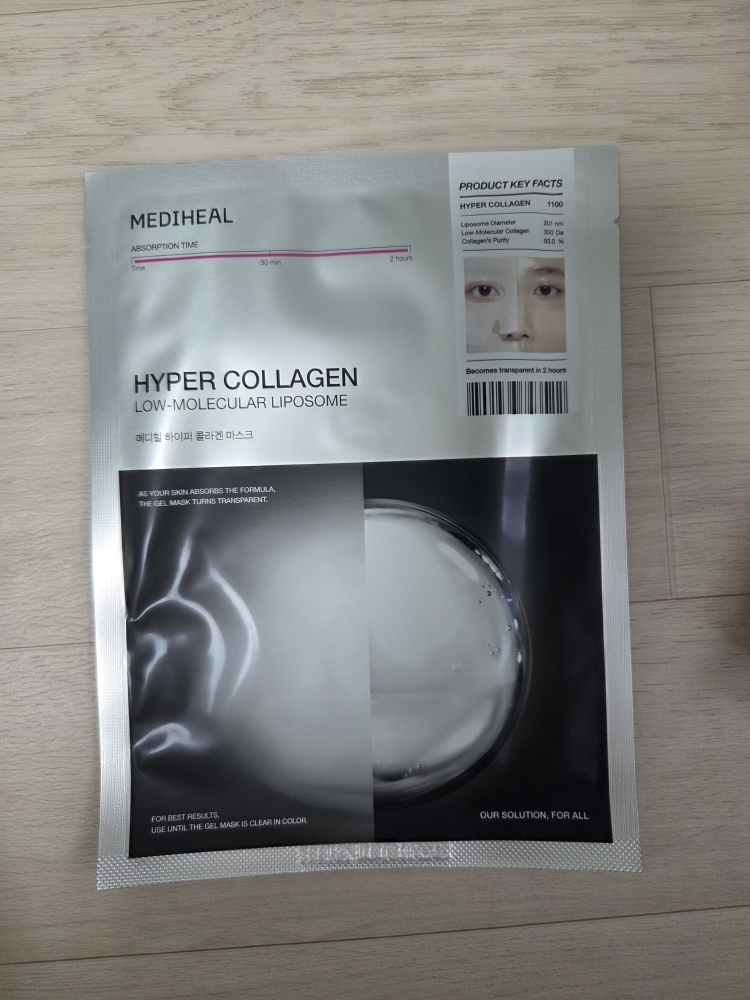 MEDIHEAL
ABSORPTION TIME
Time 30 min 2 hours
HYPER COLLAGEN
LOW-MOLECULAR LIPOSOME
메디힐 하이퍼 콜라겐 마스크
PRODUCT KEY FACTS
HYPER COLLAGEN 1100
Liposome Diameter 201 nm
Low-Molecular Collagen 300 Da
Collagen's Purity 93.0 %
Becomes transparent in 2 hours
AS YOUR SKIN ABSORBS THE FORMULA,
THE GEL MASK TURNS TRANSPARENT.
FOR BEST RESULTS,
USE UNTIL THE GEL MASK IS CLEAR IN COLOR.
OUR SOLUTION, FOR ALL